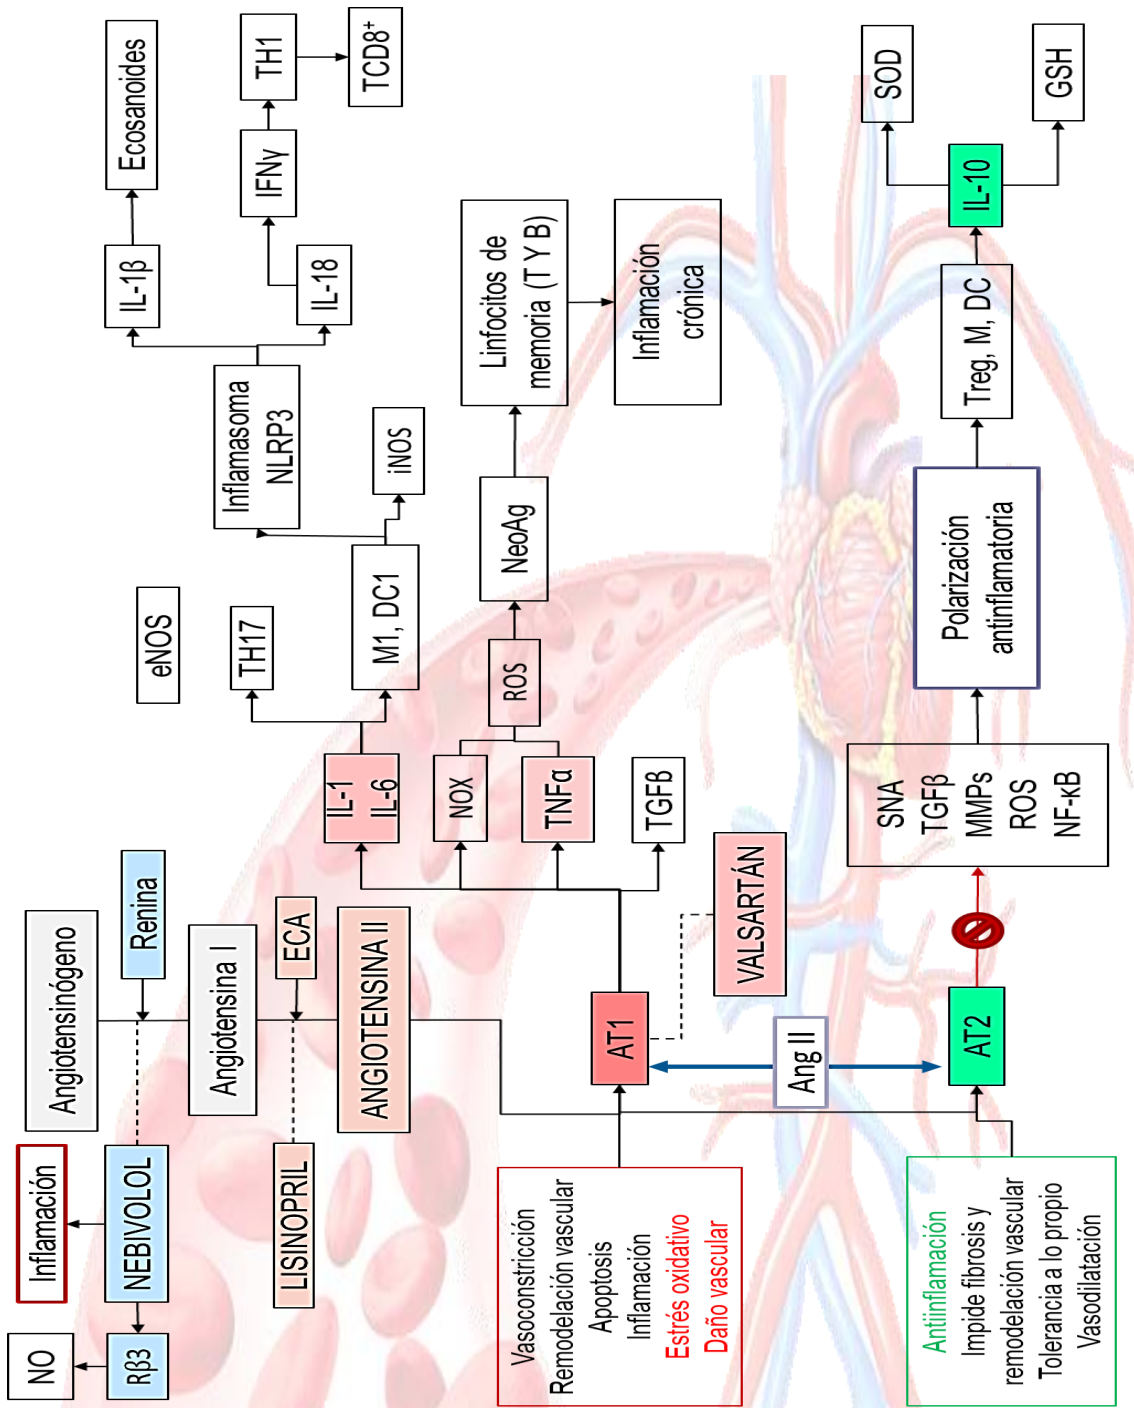 NO
Rβ3
Inflamación
NEBIVOLOL
Angiotensinógeno
Renina
Angiotensina I
LISINOPRIL
ECA
ANGIOTENSINA II
eNOS
TH17
IL-1
IL-6
M1, DC1
iNOS
Inflamasoma
NLRP3
IL-1β
Ecosanoides
IL-18
IFNγ
TH1
TCD8⁺
NOX
TNFα
TGFβ
ROS
NeoAg
Linfocitos de
memoria (T Y B)
Inflamación
crónica
Vasoconstricción
Remodelación vascular
Apoptosis
Inflamación
Estrés oxidativo
Daño vascular
AT1
VALSARTÁN
Ang II
Antiinflamación
Impide fibrosis y
remodelación vascular
Tolerancia a lo propio
Vasodilatación
AT2
SNA
TGFβ
MMPs
ROS
NF-κB
Polarización
antinflamatoria
Treg, M, DC
IL-10
SOD
GSH